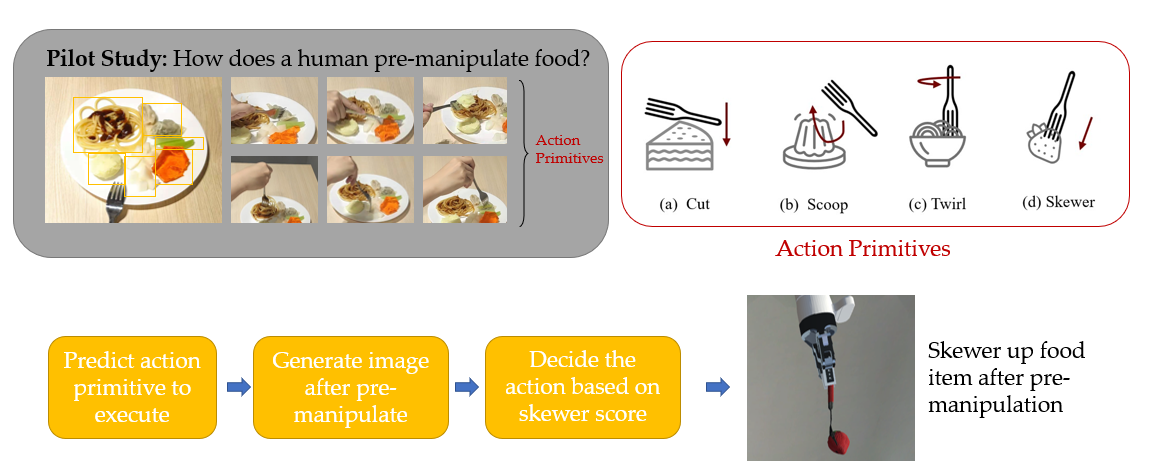 Pilot Study: How does a human pre-manipulate food?
Action
Primitives
(a) Cut
(b) Scoop
(c) Twirl
(d) Skewer
Action Primitives
Predict action
primitive to
execute
Generate image
after pre-
manipulate
Decide the
action based on
skewer score
Skewer up food
item after pre-
manipulation